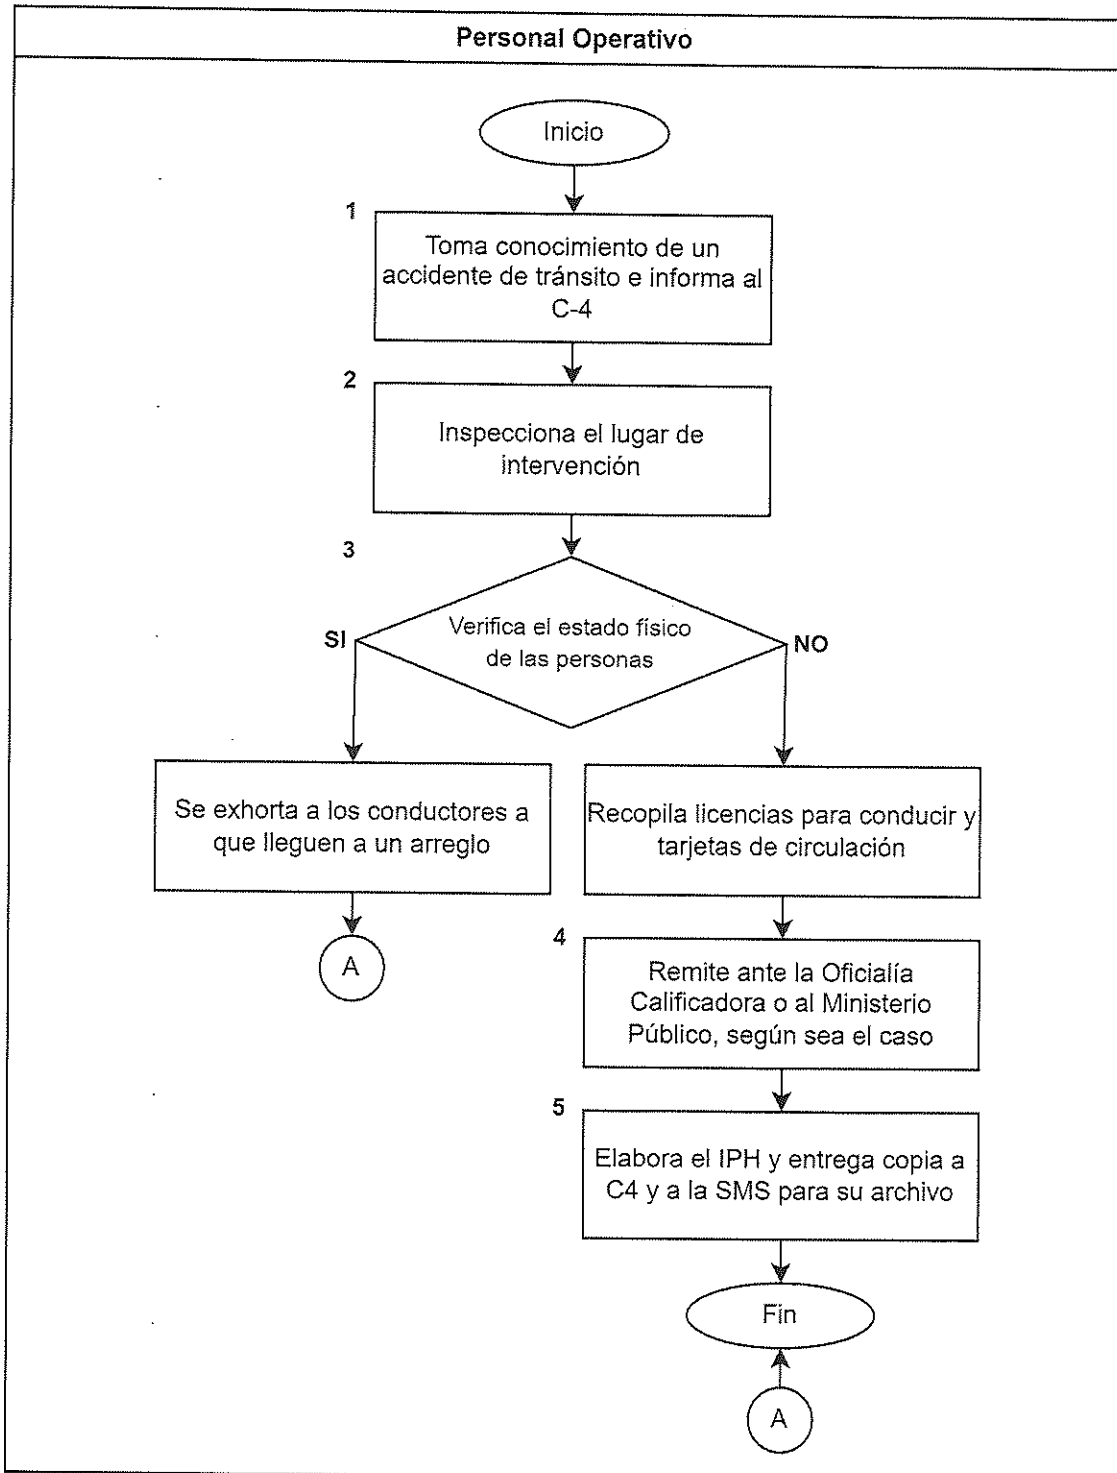 Personal Operativo
Inicio
1
Toma conocimiento de un
accidente de tránsito e informa al
C-4
2
Inspecciona el lugar de
intervención
3
Verifica el estado físico
de las personas
SI
NO
Se exhorta a los conductores a
que lleguen a un arreglo
A
Recopila licencias para conducir y
tarjetas de circulación
4
Remite ante la Oficialía
Calificadora o al Ministerio
Público, según sea el caso
5
Elabora el IPH y entrega copia a
C4 y a la SMS para su archivo
Fin
A